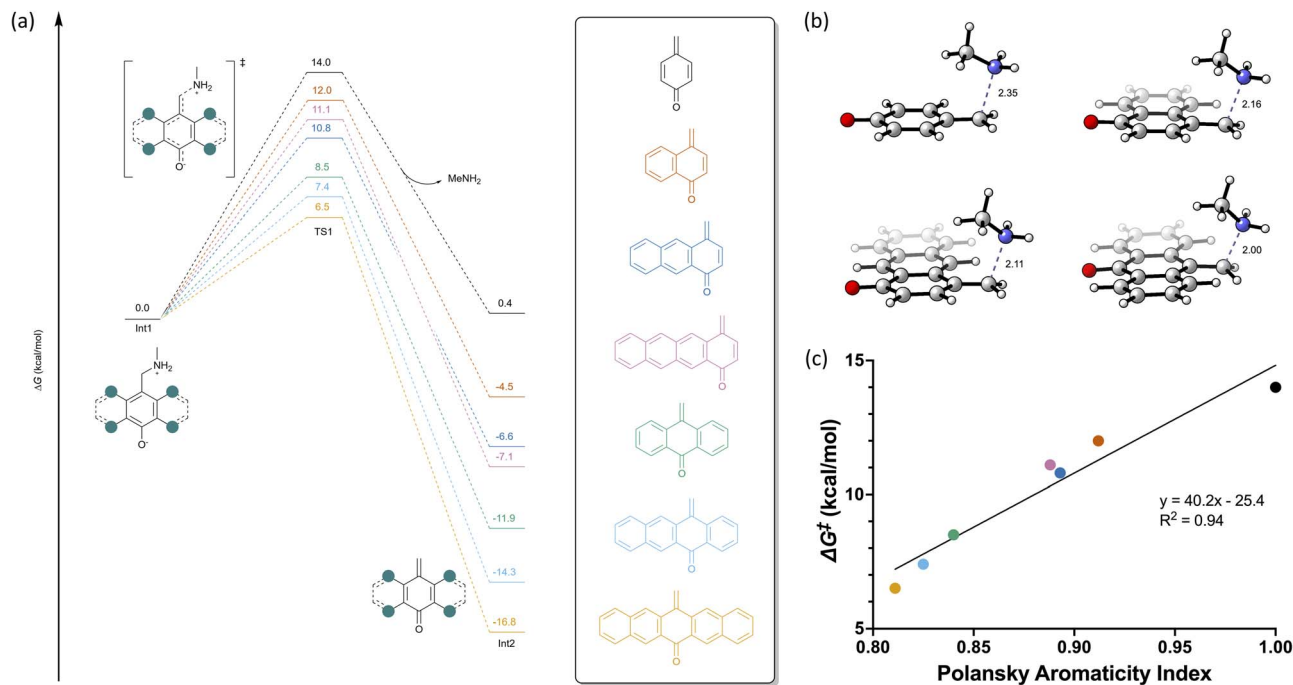 (a)
ΔG (kcal/mol)
NH2
+
O-
‡
14.0
12.0
11.1
10.8
8.5
7.4
6.5
TS1
MeNH2
0.0
Int1
NH2
+
O-
0.4
-4.5
-6.6
-7.1
-11.9
-14.3
-16.8
Int2
O
O
O
O
O
O
O
O
(b)
2.35
2.16
2.11
2.00
(c)
ΔG‡ (kcal/mol)
15
10
5
y = 40.2x - 25.4
R2 = 0.94
0.80 0.85 0.90 0.95 1.00
Polansky Aromaticity Index